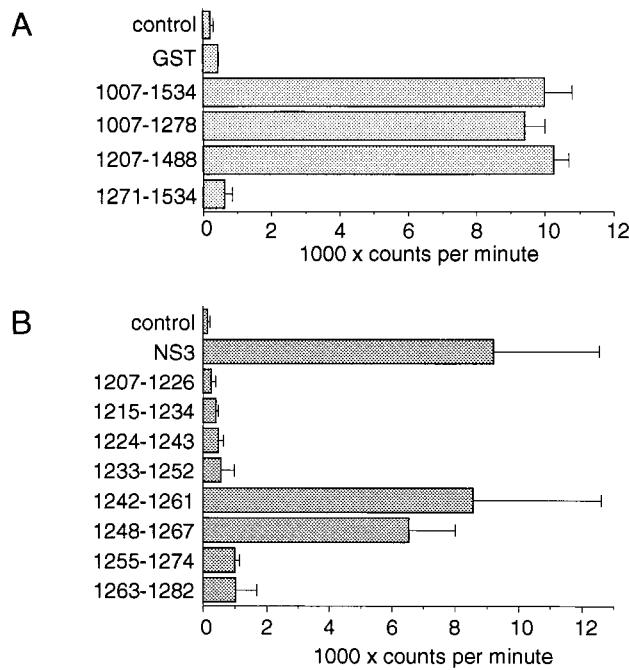 A
control
GST
1007-1534
1007-1278
1207-1488
1271-1534
0 2 4 6 8 10 12
1000 x counts per minute
B
control
NS3
1207-1226
1215-1234
1224-1243
1233-1252
1242-1261
1248-1267
1255-1274
1263-1282
0 2 4 6 8 10 12
1000 x counts per minute